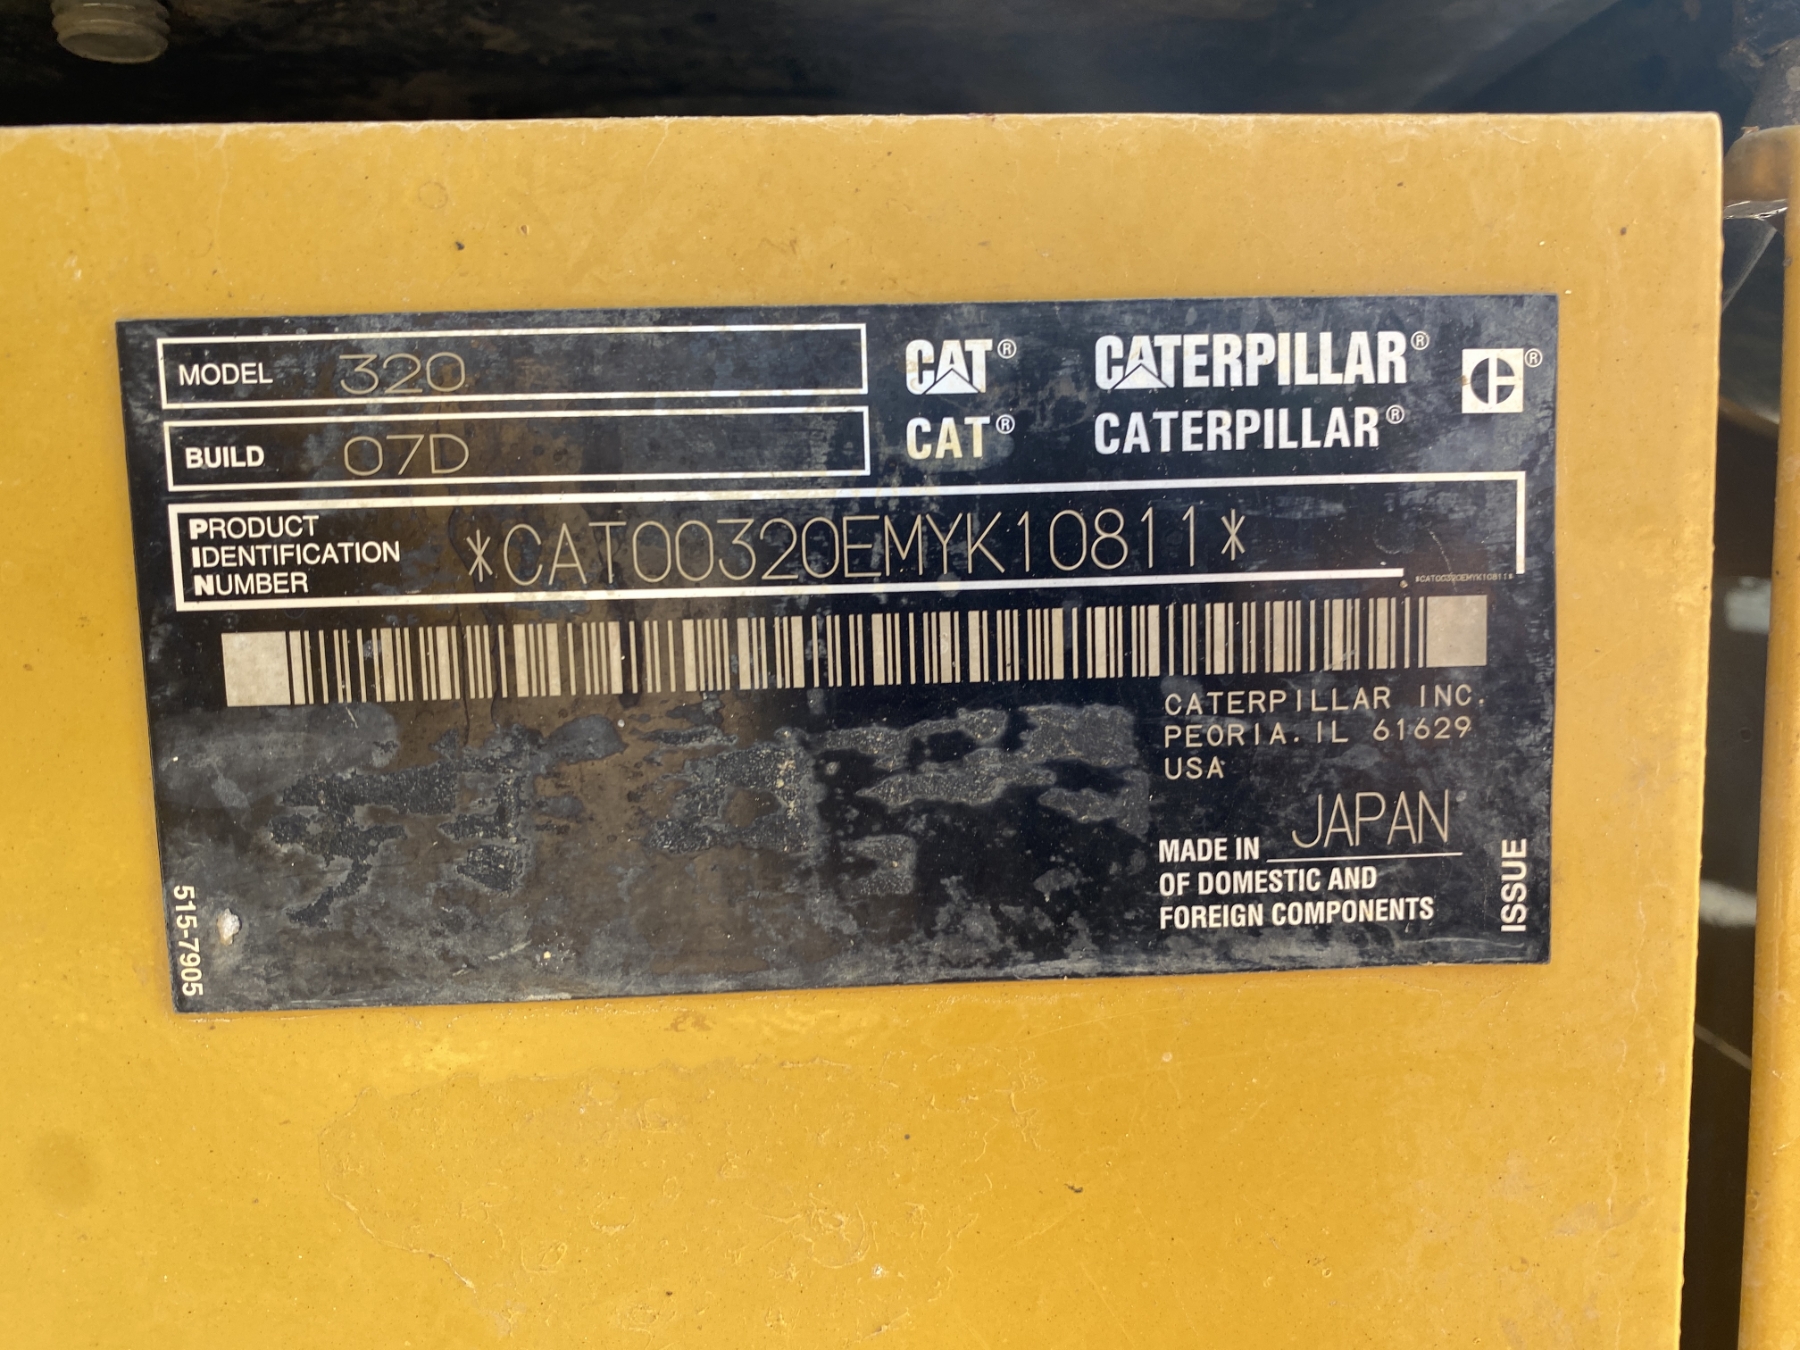 MODEL 320
CAT® CATERPILLAR®
BUILD 07D
CAT® CATERPILLAR®
PRODUCT
IDENTIFICATION
NUMBER
*CAT00320EMYK10811*
*CAT00320EMYK10811*
CATERPILLAR INC.
PEORIA. IL 61629
USA
MADE IN JAPAN
OF DOMESTIC AND
FOREIGN COMPONENTS
ISSUE
515-7905